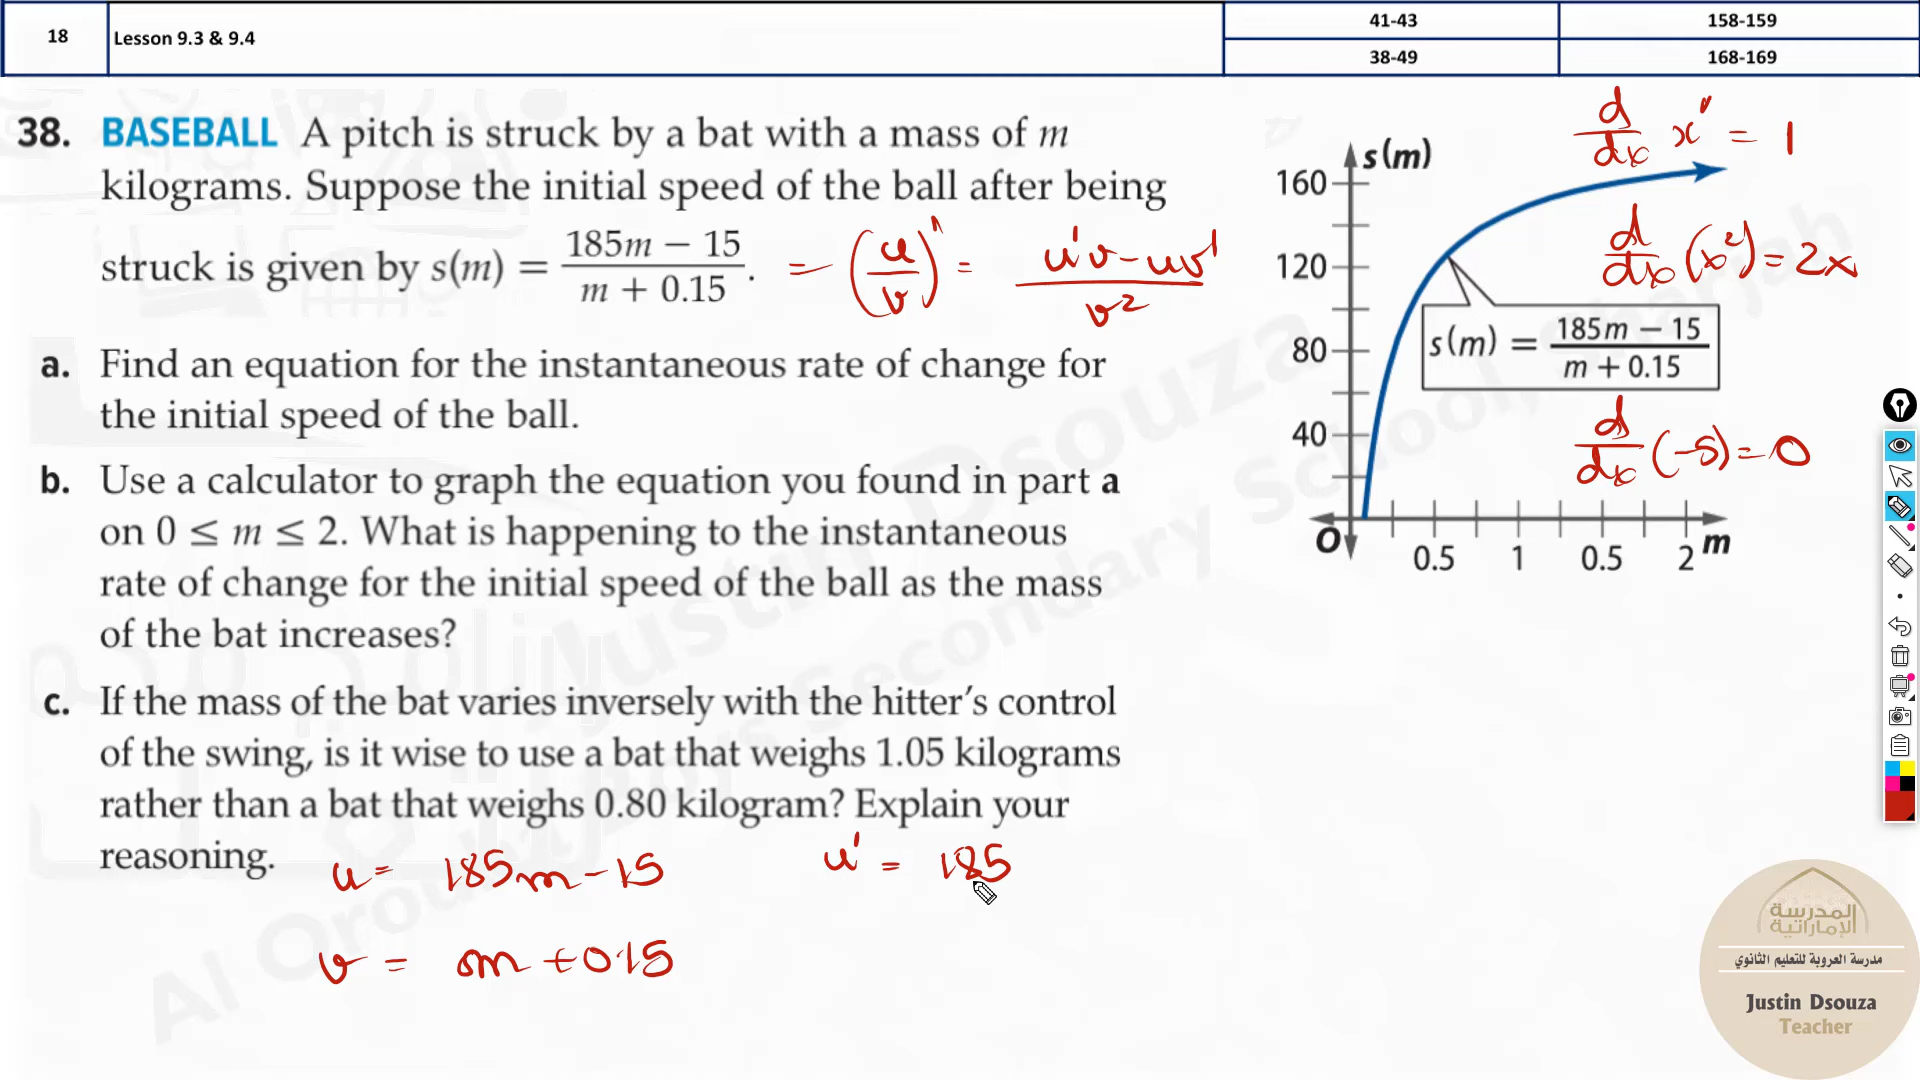 18 Lesson 9.3 & 9.4 41-43 158-159
38-49 168-169
38. BASEBALL A pitch is struck by a bat with a mass of m
kilograms. Suppose the initial speed of the ball after being
struck is given by s(m) = (185m − 15)/(m + 0.15). = (u/v)' = (u'v − uv')/v²
a. Find an equation for the instantaneous rate of change for
the initial speed of the ball.
b. Use a calculator to graph the equation you found in part a
on 0 ≤ m ≤ 2. What is happening to the instantaneous
rate of change for the initial speed of the ball as the mass
of the bat increases?
c. If the mass of the bat varies inversely with the hitter's control
of the swing, is it wise to use a bat that weighs 1.05 kilograms
rather than a bat that weighs 0.80 kilogram? Explain your
reasoning.
u = 185m − 15 u' = 185
v = m + 0.15
d/dx x' = 1
s(m)
160
d/dx (x²) = 2x
120
s(m) = (185m − 15)/(m + 0.15)
80
d/dx (−5) = 0
40
O 0.5 1 0.5 2 m
Justin Dsouza
Al Orouba Boys Secondary School, Sharjah
المدرسة
الإماراتية
مدرسة العروبة للتعليم الثانوي
Justin Dsouza
Teacher